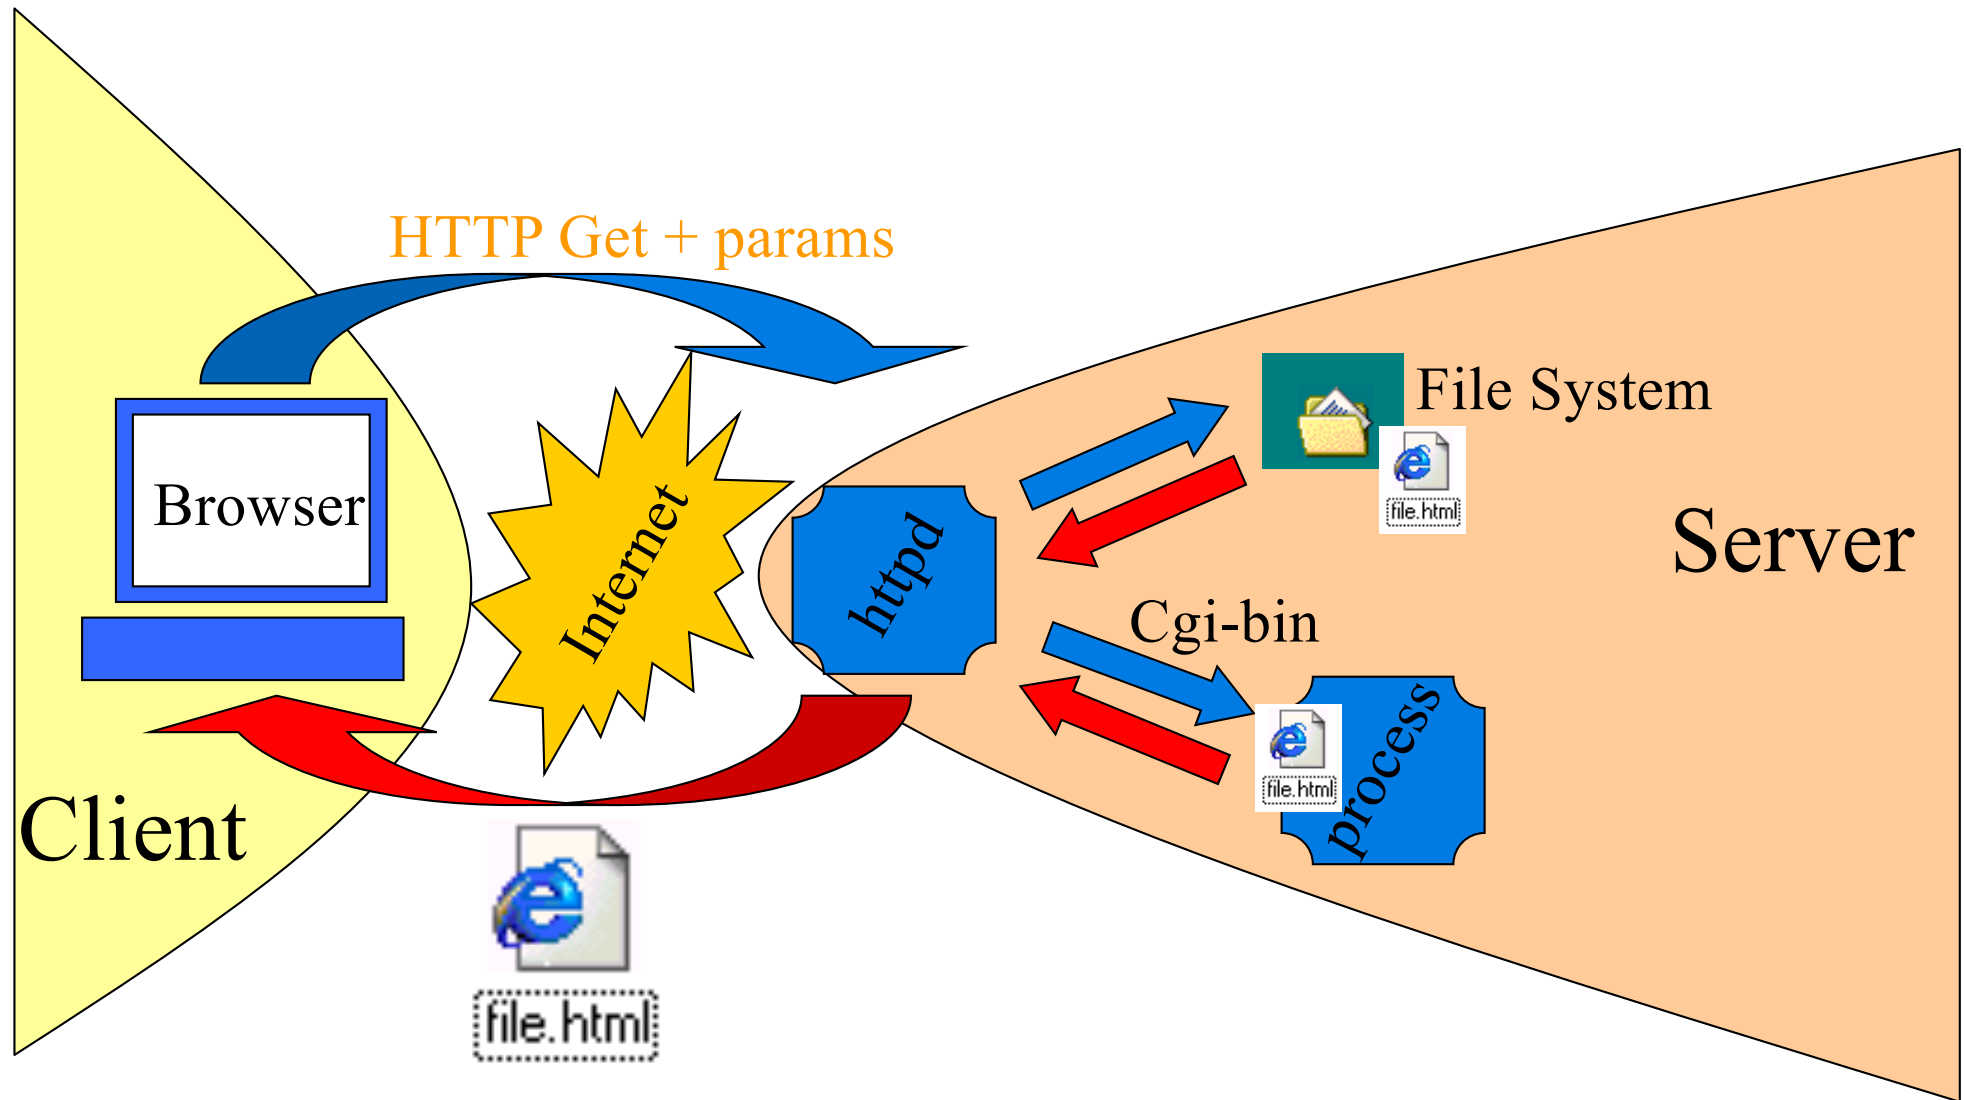 HTTP Get + params
File System
file.html
Browser
Internet
httpd
Server
Cgi-bin
process
file.html
Client
file.html